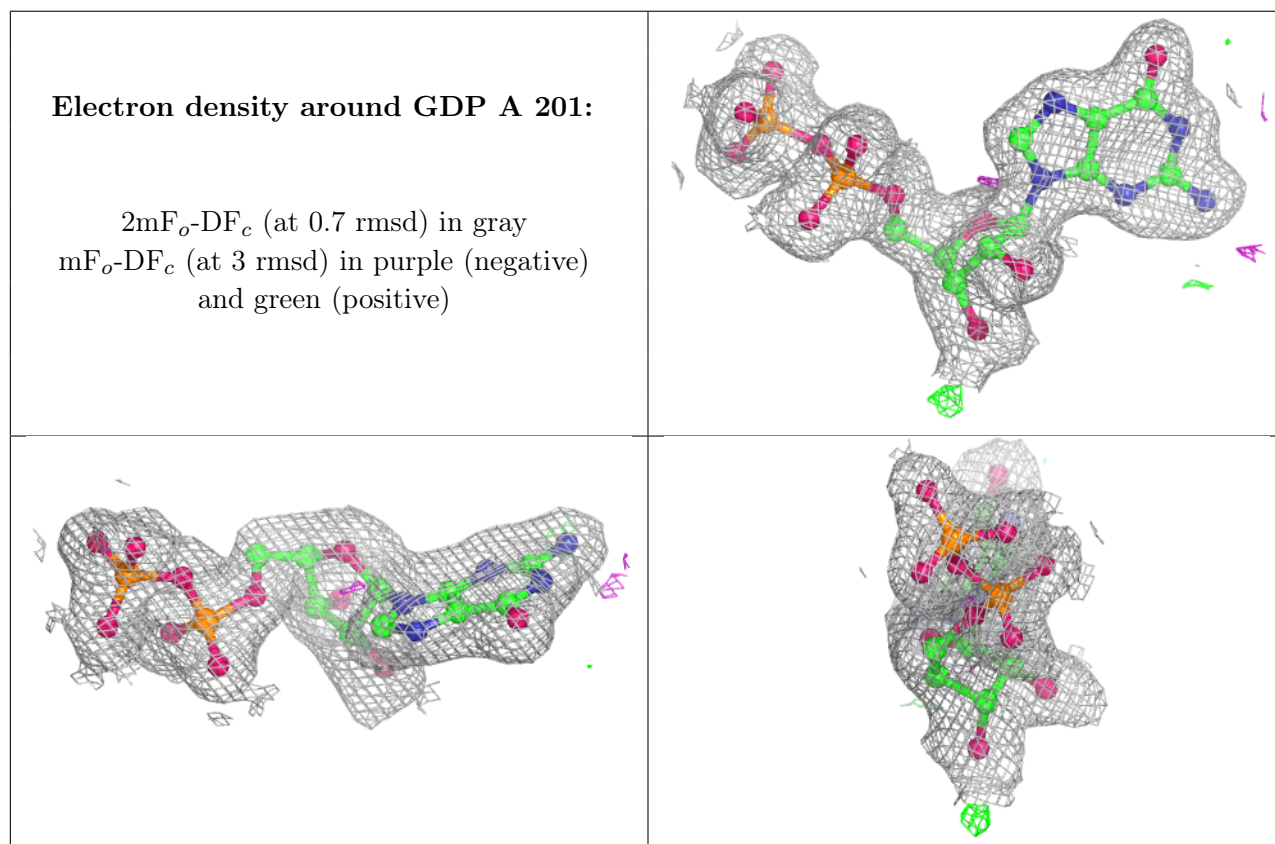 Electron density around GDP A 201:
2mFo-DFc (at 0.7 rmsd) in gray
mFo-DFc (at 3 rmsd) in purple (negative)
and green (positive)